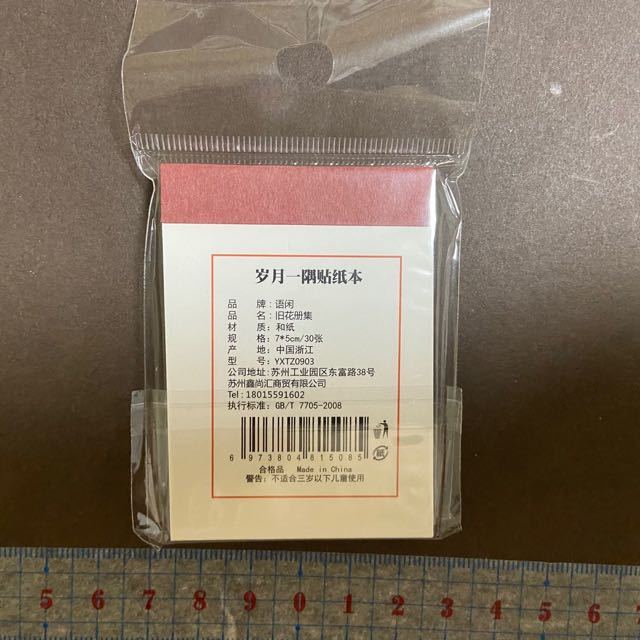 岁月一隅贴纸本
品 牌：语闲
品 名：旧花册集
材 质：和纸
规 格：7*5cm/30张
产 地：中国浙江
型 号：YXTZ0903
公司地址：苏州工业园区东富路38号
苏州鑫尚汇商贸有限公司
Tel：18015591602
执行标准：GB/T 7705-2008
6 973804 815085
纸
合格品 Made in China
警告：不适合三岁以下儿童使用
5 6 7 8 9 0 1 2 3 4 5